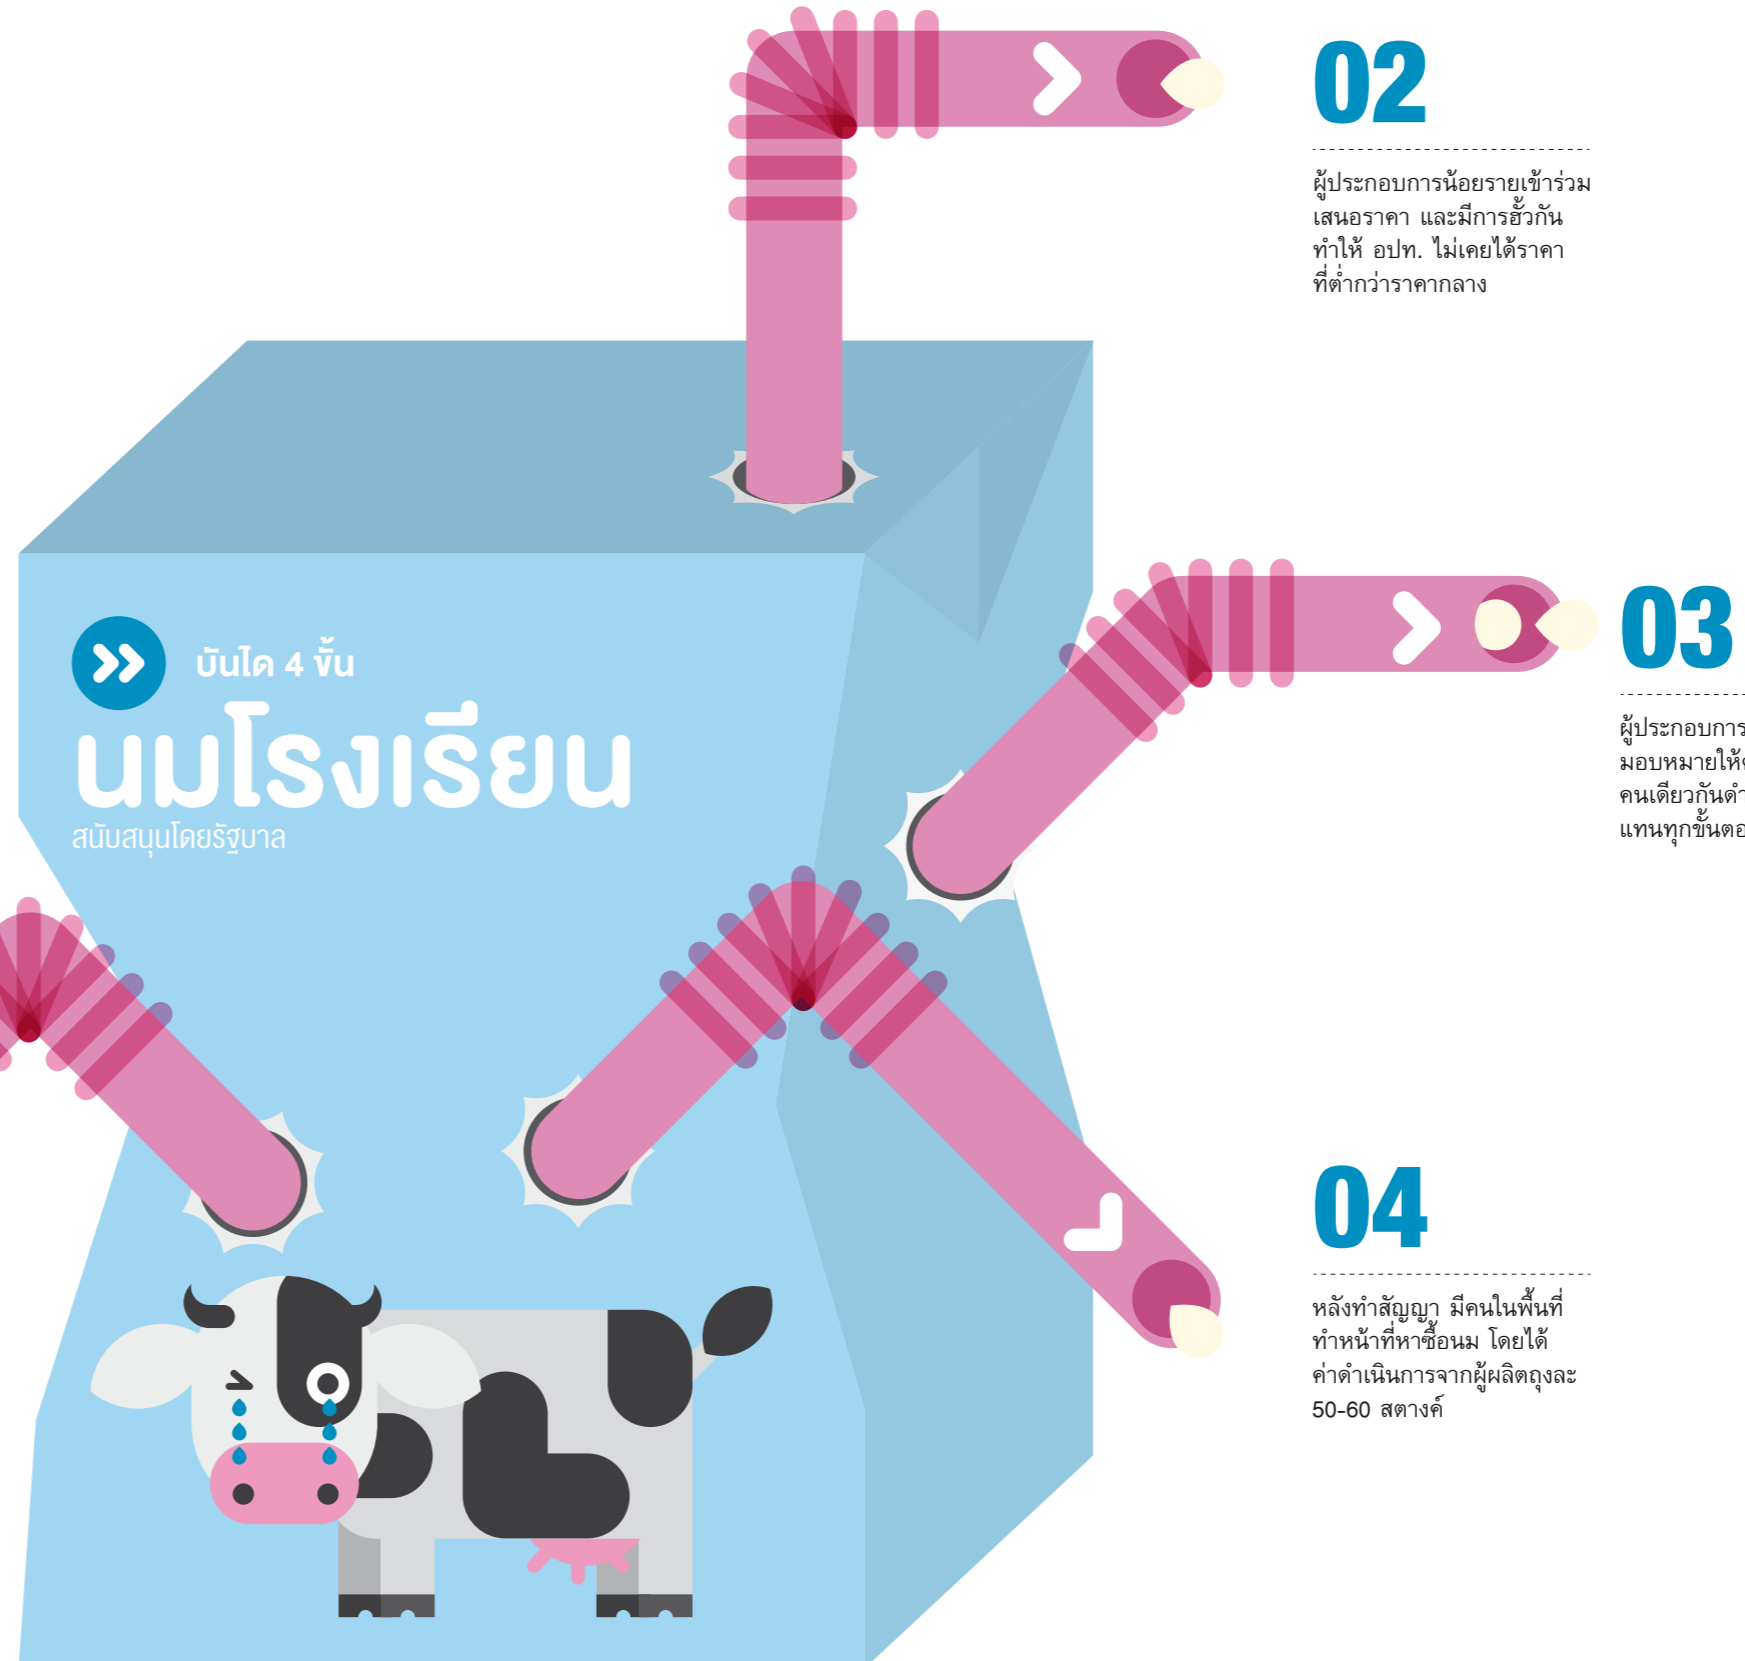 02
ผู้ประกอบการน้อยรายเข้าร่วม
เสนอราคา และมีการฮั้วกัน
ทำให้ อปท. ไม่เคยได้ราคา
ที่ต่ำกว่าราคากลาง
บันได 4 ขั้น
นมโรงเรียน
สนับสนุนโดยรัฐบาล
03
ผู้ประกอบการ
มอบหมายให้
คนเดียวกัน
แทนทุกขั้น
04
หลังทำสัญญา มีคนในพื้นที่
ทำหน้าที่หาซื้อนม โดยได้
ค่าดำเนินการจากผู้ผลิตถุงละ
50-60 สตางค์